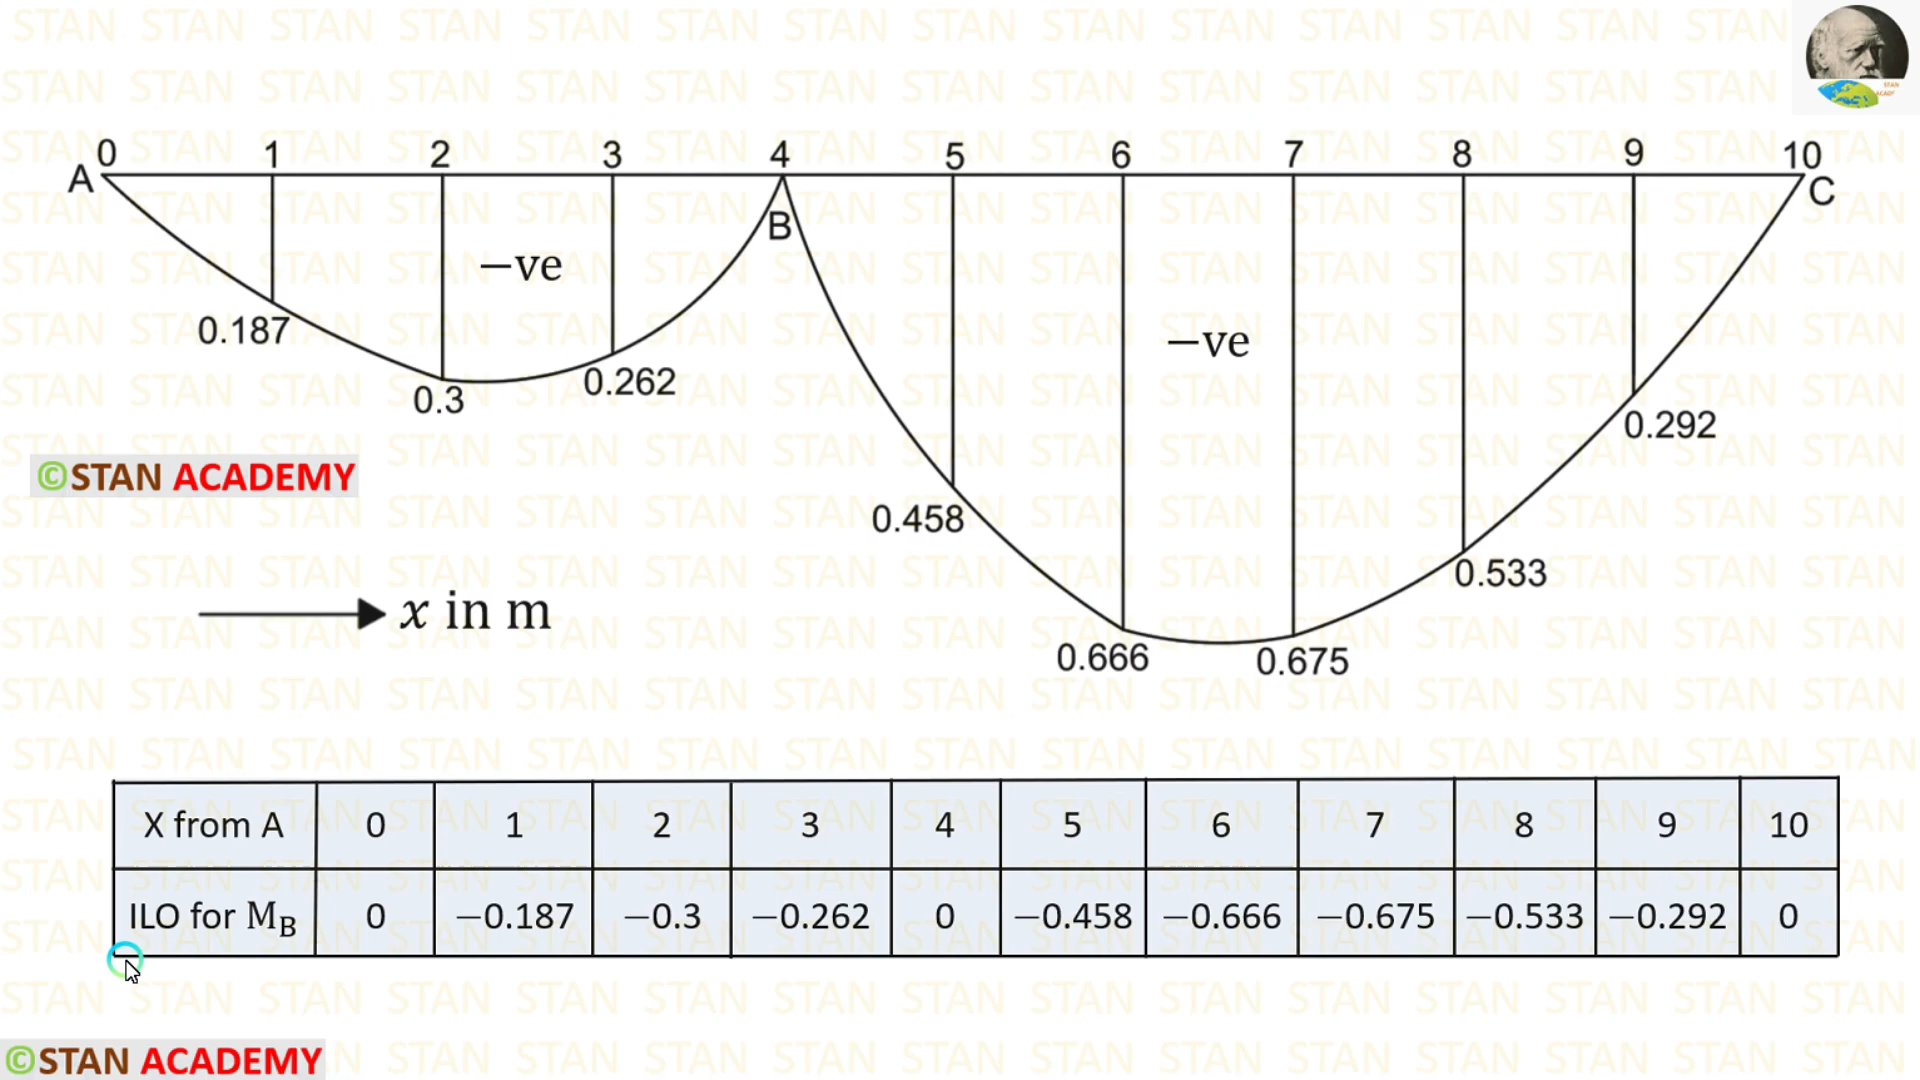 0 1 2 3 4 5 6 7 8 9 10
A B C
−ve
−ve
0.187
0.3
0.262
0.458
0.292
0.533
0.666
0.675
©STAN ACADEMY
x in m
X from A 0 1 2 3 4 5 6 7 8 9 10
ILO for M_B 0 −0.187 −0.3 −0.262 0 −0.458 −0.666 −0.675 −0.533 −0.292 0
©STAN ACADEMY
STAN